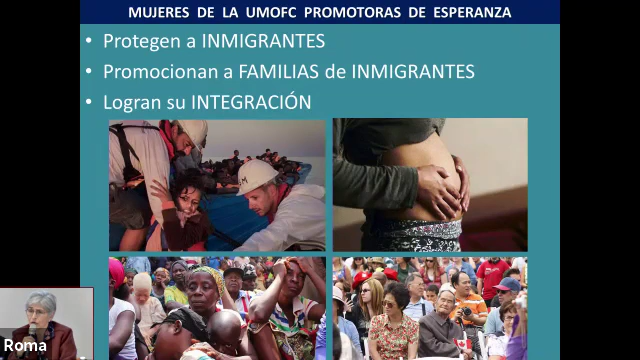 MUJERES DE LA UMOFC PROMOTORAS DE ESPERANZA
• Protegen a INMIGRANTES
• Promocionan a FAMILIAS de INMIGRANTES
• Logran su INTEGRACIÓN
Roma